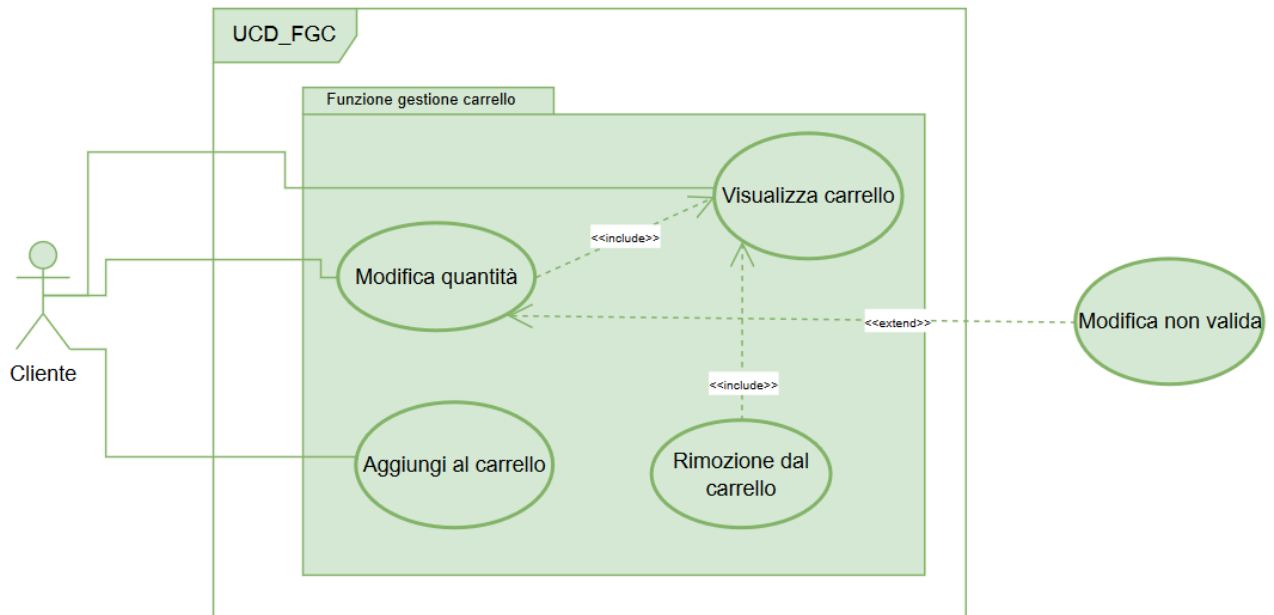 UCD_FGC
Funzione gestione carrello
Visualizza carrello
<<include>>
Modifica quantità
<<extend>>
Modifica non valida
Cliente
<<include>>
Aggiungi al carrello
Rimozione dal
carrello